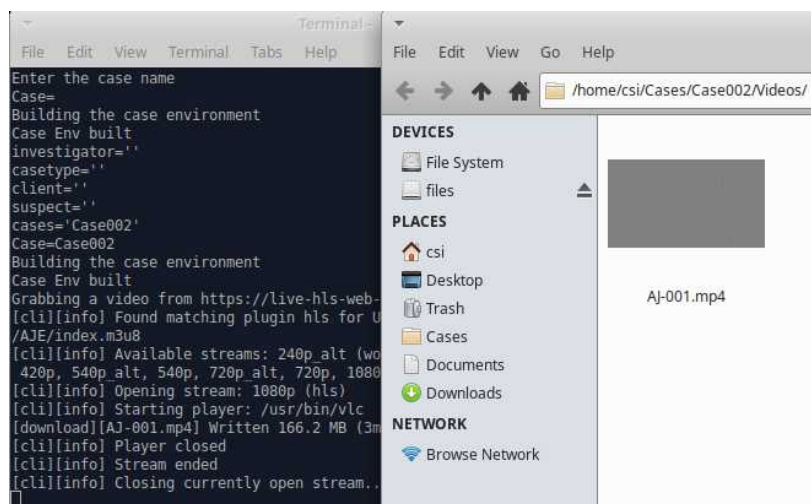 Terminal -
File Edit View Terminal Tabs Help
Enter the case name
Case=
Building the case environment
Case Env built
investigator=''
casetype=''
client=''
suspect=''
cases='Case002'
Case=Case002
Building the case environment
Case Env built
Grabbing a video from https://live-hls-web-
[cli][info] Found matching plugin hls for U
/AJE/index.m3u8
[cli][info] Available streams: 240p_alt (wo
420p, 540p_alt, 540p, 720p_alt, 720p, 1080
[cli][info] Opening stream: 1080p (hls)
[cli][info] Starting player: /usr/bin/vlc
[download][AJ-001.mp4] Written 166.2 MB (3m
[cli][info] Player closed
[cli][info] Stream ended
[cli][info] Closing currently open stream..
File Edit View Go Help
/home/csi/Cases/Case002/Videos/
DEVICES
File System
files
PLACES
csi
Desktop
Trash
Cases
Documents
Downloads
NETWORK
Browse Network
AJ-001.mp4